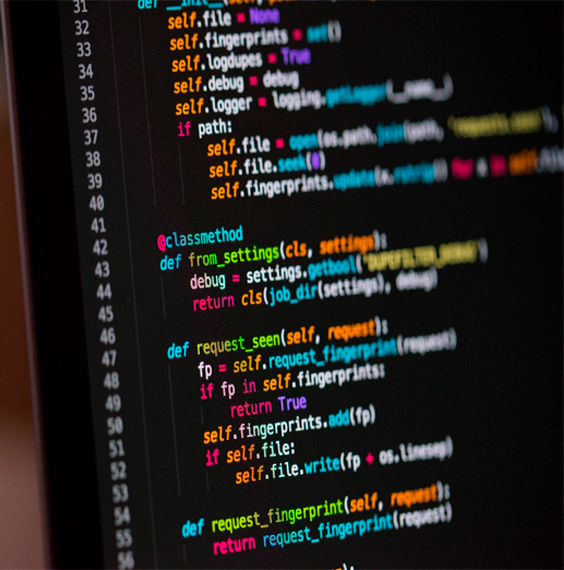 31 def __init__(self,
32 self.file = None
33 self.fingerprints = set()
34 self.logdupes = True
35 self.debug = debug
36 self.logger = logging.getLogger(__name__)
37 if path:
38 self.file = open(os.path.join(path, 'requests.seen'),
39 self.file.seek(0)
40 self.fingerprints.update(x.rstrip() for x in self.file
41
42 @classmethod
43 def from_settings(cls, settings):
44 debug = settings.getbool('DUPEFILTER_DEBUG')
45 return cls(job_dir(settings), debug)
46
47 def request_seen(self, request):
48 fp = self.request_fingerprint(request)
49 if fp in self.fingerprints:
50 return True
51 self.fingerprints.add(fp)
52 if self.file:
53 self.file.write(fp + os.linesep)
54
55 def request_fingerprint(self, request):
56 return request_fingerprint(request)